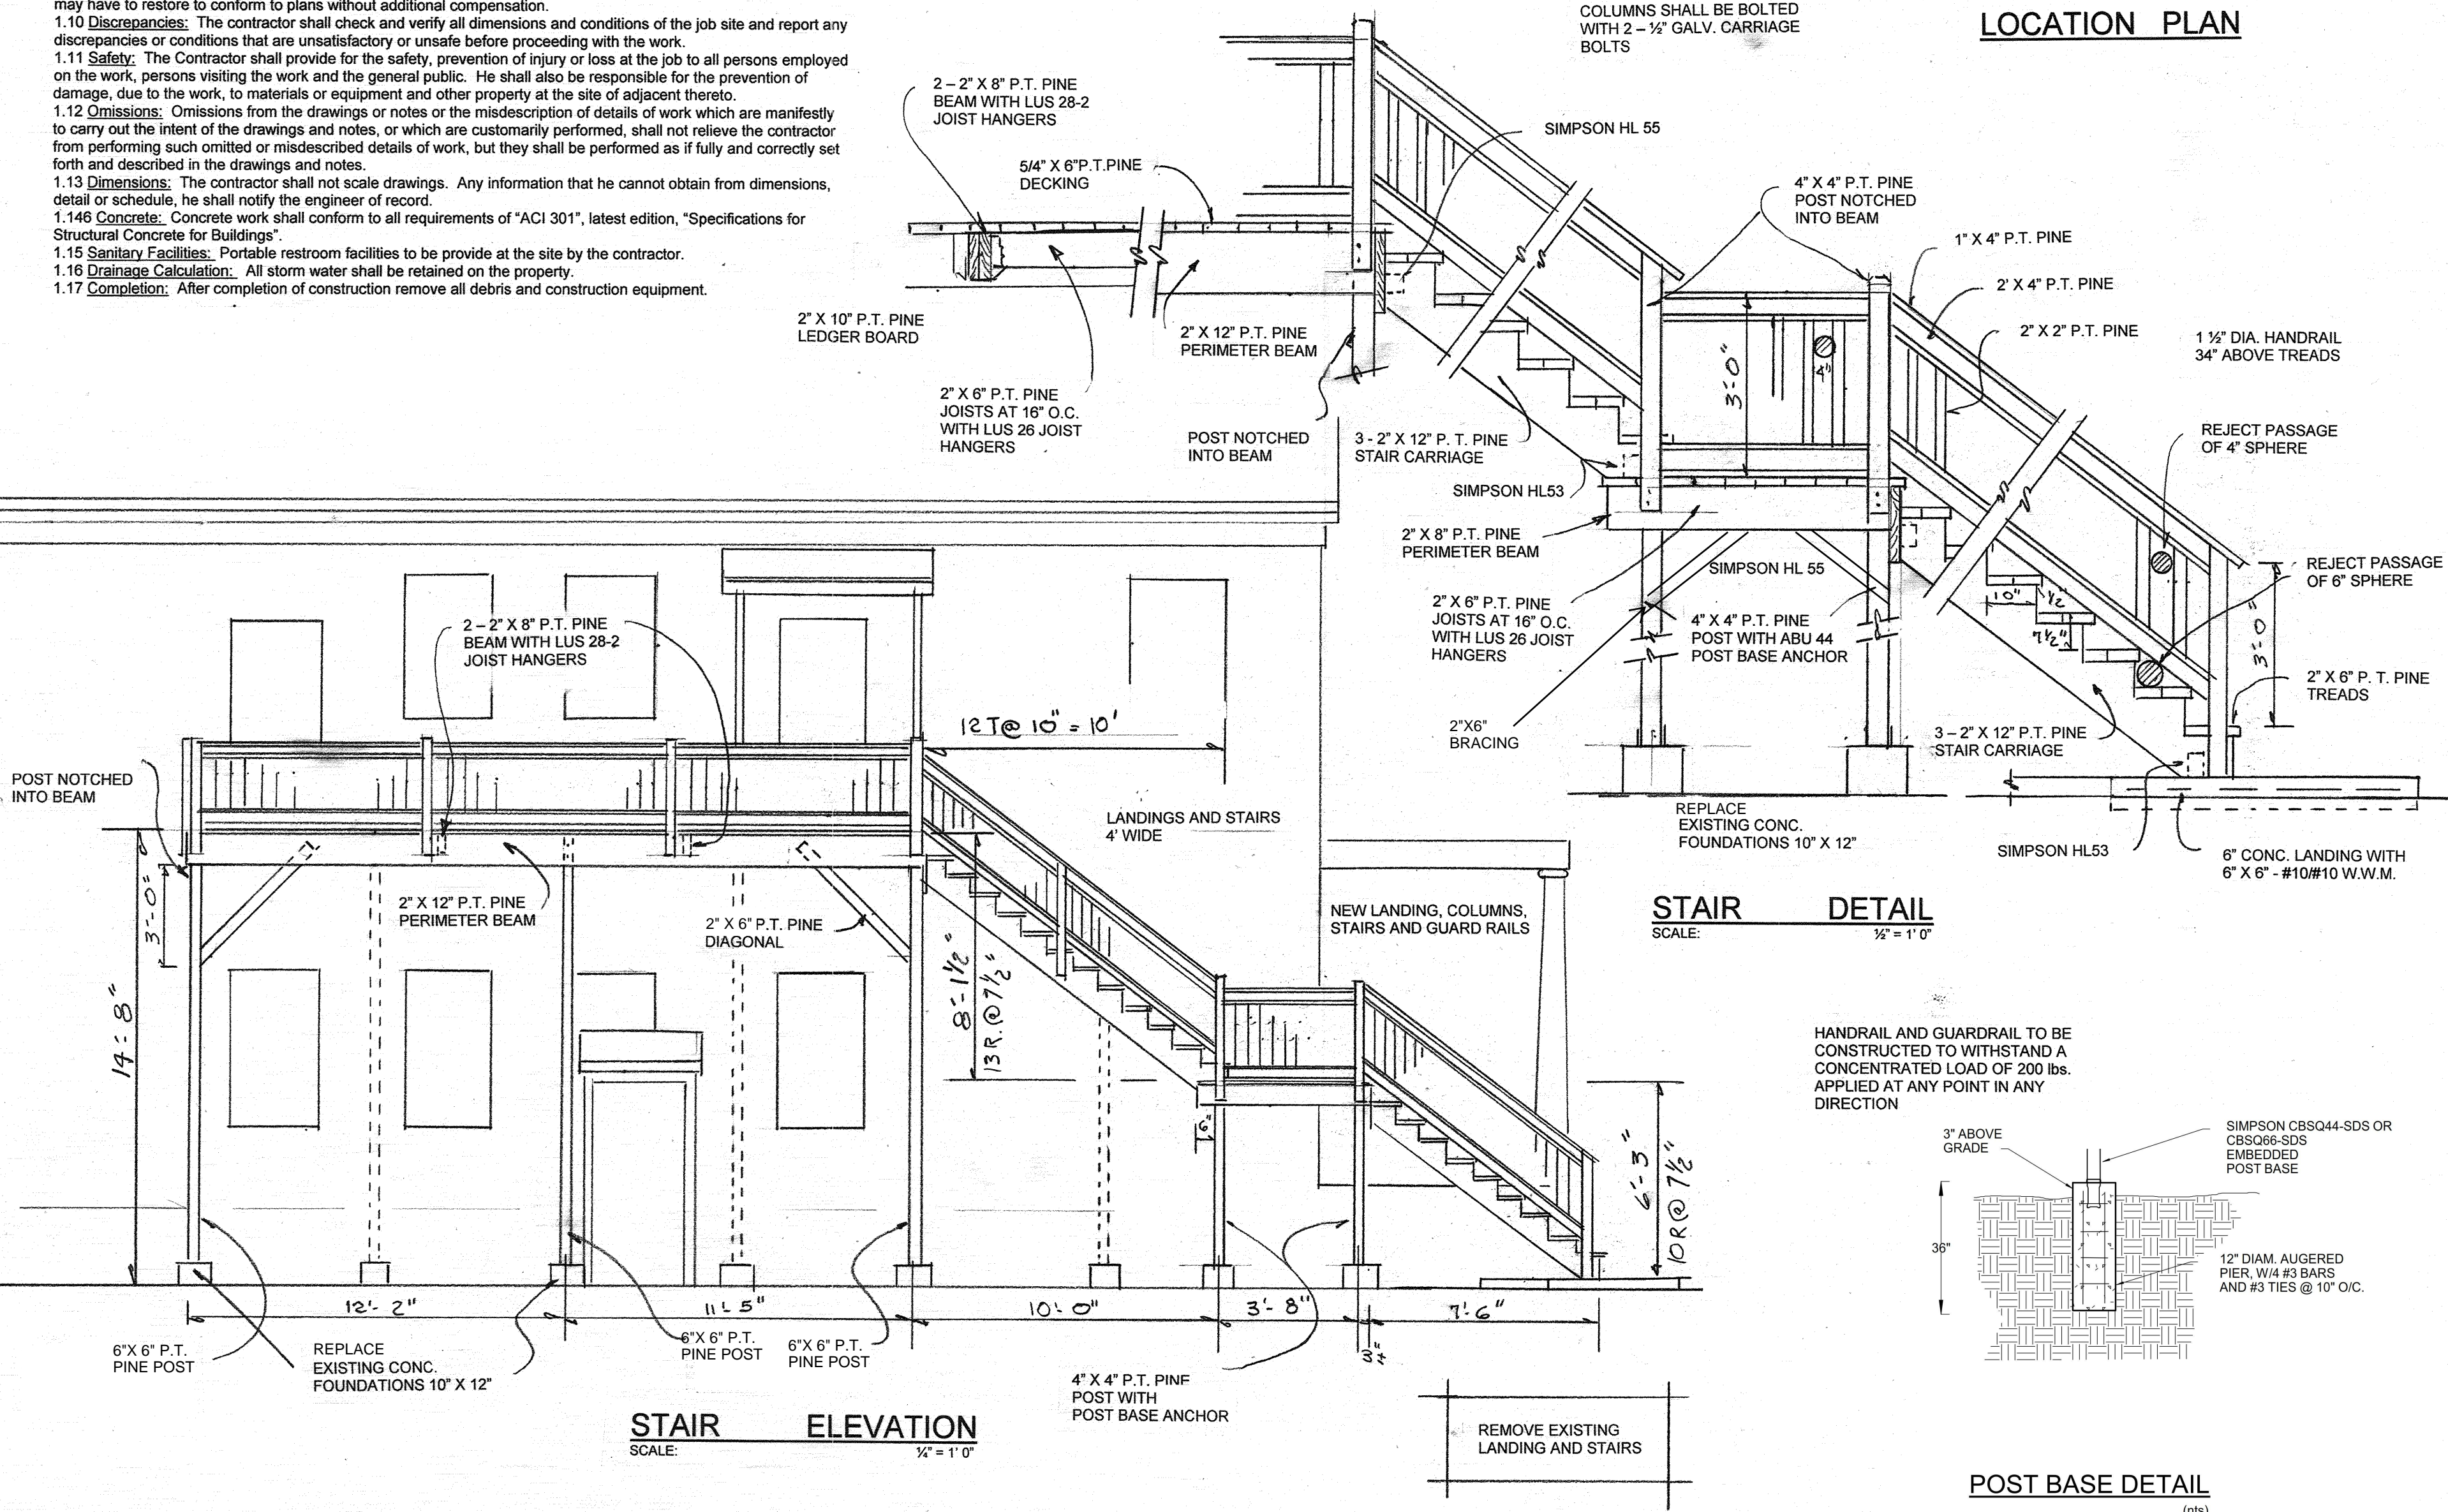 may have to restore to conform to plans without additional compensation.
1.10 Discrepancies: The contractor shall check and verify all dimensions and conditions of the job site and report any
discrepancies or conditions that are unsatisfactory or unsafe before proceeding with the work.
1.11 Safety: The Contractor shall provide for the safety, prevention of injury or loss at the job to all persons employed
on the work, persons visiting the work and the general public. He shall also be responsible for the prevention of
damage, due to the work, to materials or equipment and other property at the site of adjacent thereto.
1.12 Omissions: Omissions from the drawings or notes or the misdescription of details of work which are manifestly
to carry out the intent of the drawings and notes, or which are customarily performed, shall not relieve the contractor
from performing such omitted or misdescribed details of work, but they shall be performed as if fully and correctly set
forth and described in the drawings and notes.
1.13 Dimensions: The contractor shall not scale drawings. Any information that he cannot obtain from dimensions,
detail or schedule, he shall notify the engineer of record.
1.146 Concrete: Concrete work shall conform to all requirements of "ACI 301", latest edition, "Specifications for
Structural Concrete for Buildings".
1.15 Sanitary Facilities: Portable restroom facilities to be provide at the site by the contractor.
1.16 Drainage Calculation: All storm water shall be retained on the property.
1.17 Completion: After completion of construction remove all debris and construction equipment.
COLUMNS SHALL BE BOLTED
WITH 2 – ½" GALV. CARRIAGE
BOLTS
LOCATION PLAN
2 – 2" X 8" P.T. PINE
BEAM WITH LUS 28-2
JOIST HANGERS
5/4" X 6"P.T.PINE
DECKING
SIMPSON HL 55
4" X 4" P.T. PINE
POST NOTCHED
INTO BEAM
1" X 4" P.T. PINE
2' X 4" P.T. PINE
2" X 2" P.T. PINE
1 ½" DIA. HANDRAIL
34" ABOVE TREADS
2" X 10" P.T. PINE
LEDGER BOARD
2" X 12" P.T. PINE
PERIMETER BEAM
3'-0"
4"
2" X 6" P.T. PINE
JOISTS AT 16" O.C.
WITH LUS 26 JOIST
HANGERS
POST NOTCHED
INTO BEAM
3 - 2" X 12" P. T. PINE
STAIR CARRIAGE
REJECT PASSAGE
OF 4" SPHERE
SIMPSON HL53
2" X 8" P.T. PINE
PERIMETER BEAM
SIMPSON HL 55
REJECT PASSAGE
OF 6" SPHERE
2" X 6" P.T. PINE
JOISTS AT 16" O.C.
WITH LUS 26 JOIST
HANGERS
4" X 4" P.T. PINE
POST WITH ABU 44
POST BASE ANCHOR
10"
1½"
7½"
3'-0"
2" X 6" P. T. PINE
TREADS
2"X6"
BRACING
3 – 2" X 12" P.T. PINE
STAIR CARRIAGE
REPLACE
EXISTING CONC.
FOUNDATIONS 10" X 12"
SIMPSON HL53
6" CONC. LANDING WITH
6" X 6" - #10/#10 W.W.M.
STAIR DETAIL
SCALE: ½" = 1' 0"
2 – 2" X 8" P.T. PINE
BEAM WITH LUS 28-2
JOIST HANGERS
12 T @ 10" = 10'
POST NOTCHED
INTO BEAM
LANDINGS AND STAIRS
4' WIDE
3'-0"
2" X 12" P.T. PINE
PERIMETER BEAM
2" X 6" P.T. PINE
DIAGONAL
NEW LANDING, COLUMNS,
STAIRS AND GUARD RAILS
14'-8"
8'-1½"
13 R. @ 7½"
6"
6'-3"
10 R @ 7½"
12'-2"
11'-5"
10'-0"
3'-8"
3¾"
7'-6"
6"X 6" P.T.
PINE POST
REPLACE
EXISTING CONC.
FOUNDATIONS 10" X 12"
6"X 6" P.T.
PINE POST
6"X 6" P.T.
PINE POST
4" X 4" P.T. PINE
POST WITH
POST BASE ANCHOR
STAIR ELEVATION
SCALE: ¼" = 1' 0"
REMOVE EXISTING
LANDING AND STAIRS
HANDRAIL AND GUARDRAIL TO BE
CONSTRUCTED TO WITHSTAND A
CONCENTRATED LOAD OF 200 lbs.
APPLIED AT ANY POINT IN ANY
DIRECTION
3" ABOVE
GRADE
SIMPSON CBSQ44-SDS OR
CBSQ66-SDS
EMBEDDED
POST BASE
36"
12" DIAM. AUGERED
PIER, W/4 #3 BARS
AND #3 TIES @ 10" O/C.
POST BASE DETAIL
(nts)